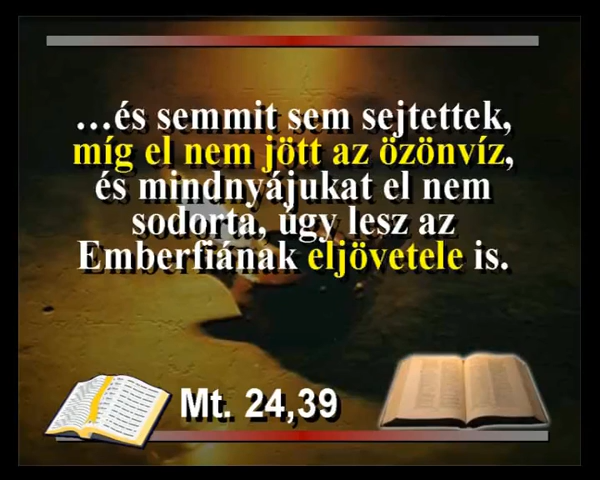 ...és semmit sem sejtettek,
míg el nem jött az özönvíz,
és mindnyájukat el nem
sodorta, úgy lesz az
Emberfiának eljövetele is.
Mt. 24,39